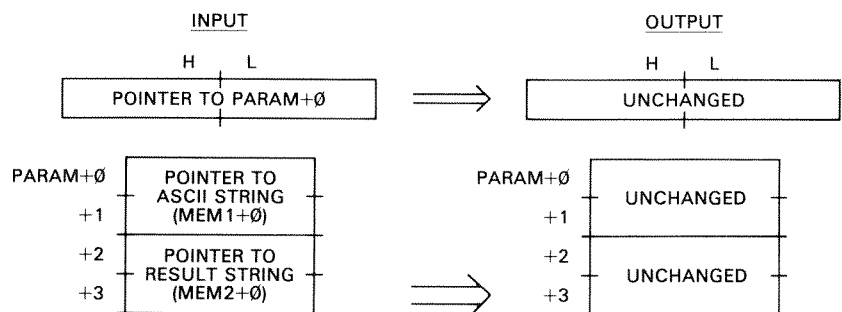 INPUT
OUTPUT
H L
H L
POINTER TO PARAM+Ø
UNCHANGED
PARAM+Ø
+1
+2
+3
POINTER TO
ASCII STRING
(MEM1+Ø)
POINTER TO
RESULT STRING
(MEM2+Ø)
PARAM+Ø
+1
+2
+3
UNCHANGED
UNCHANGED